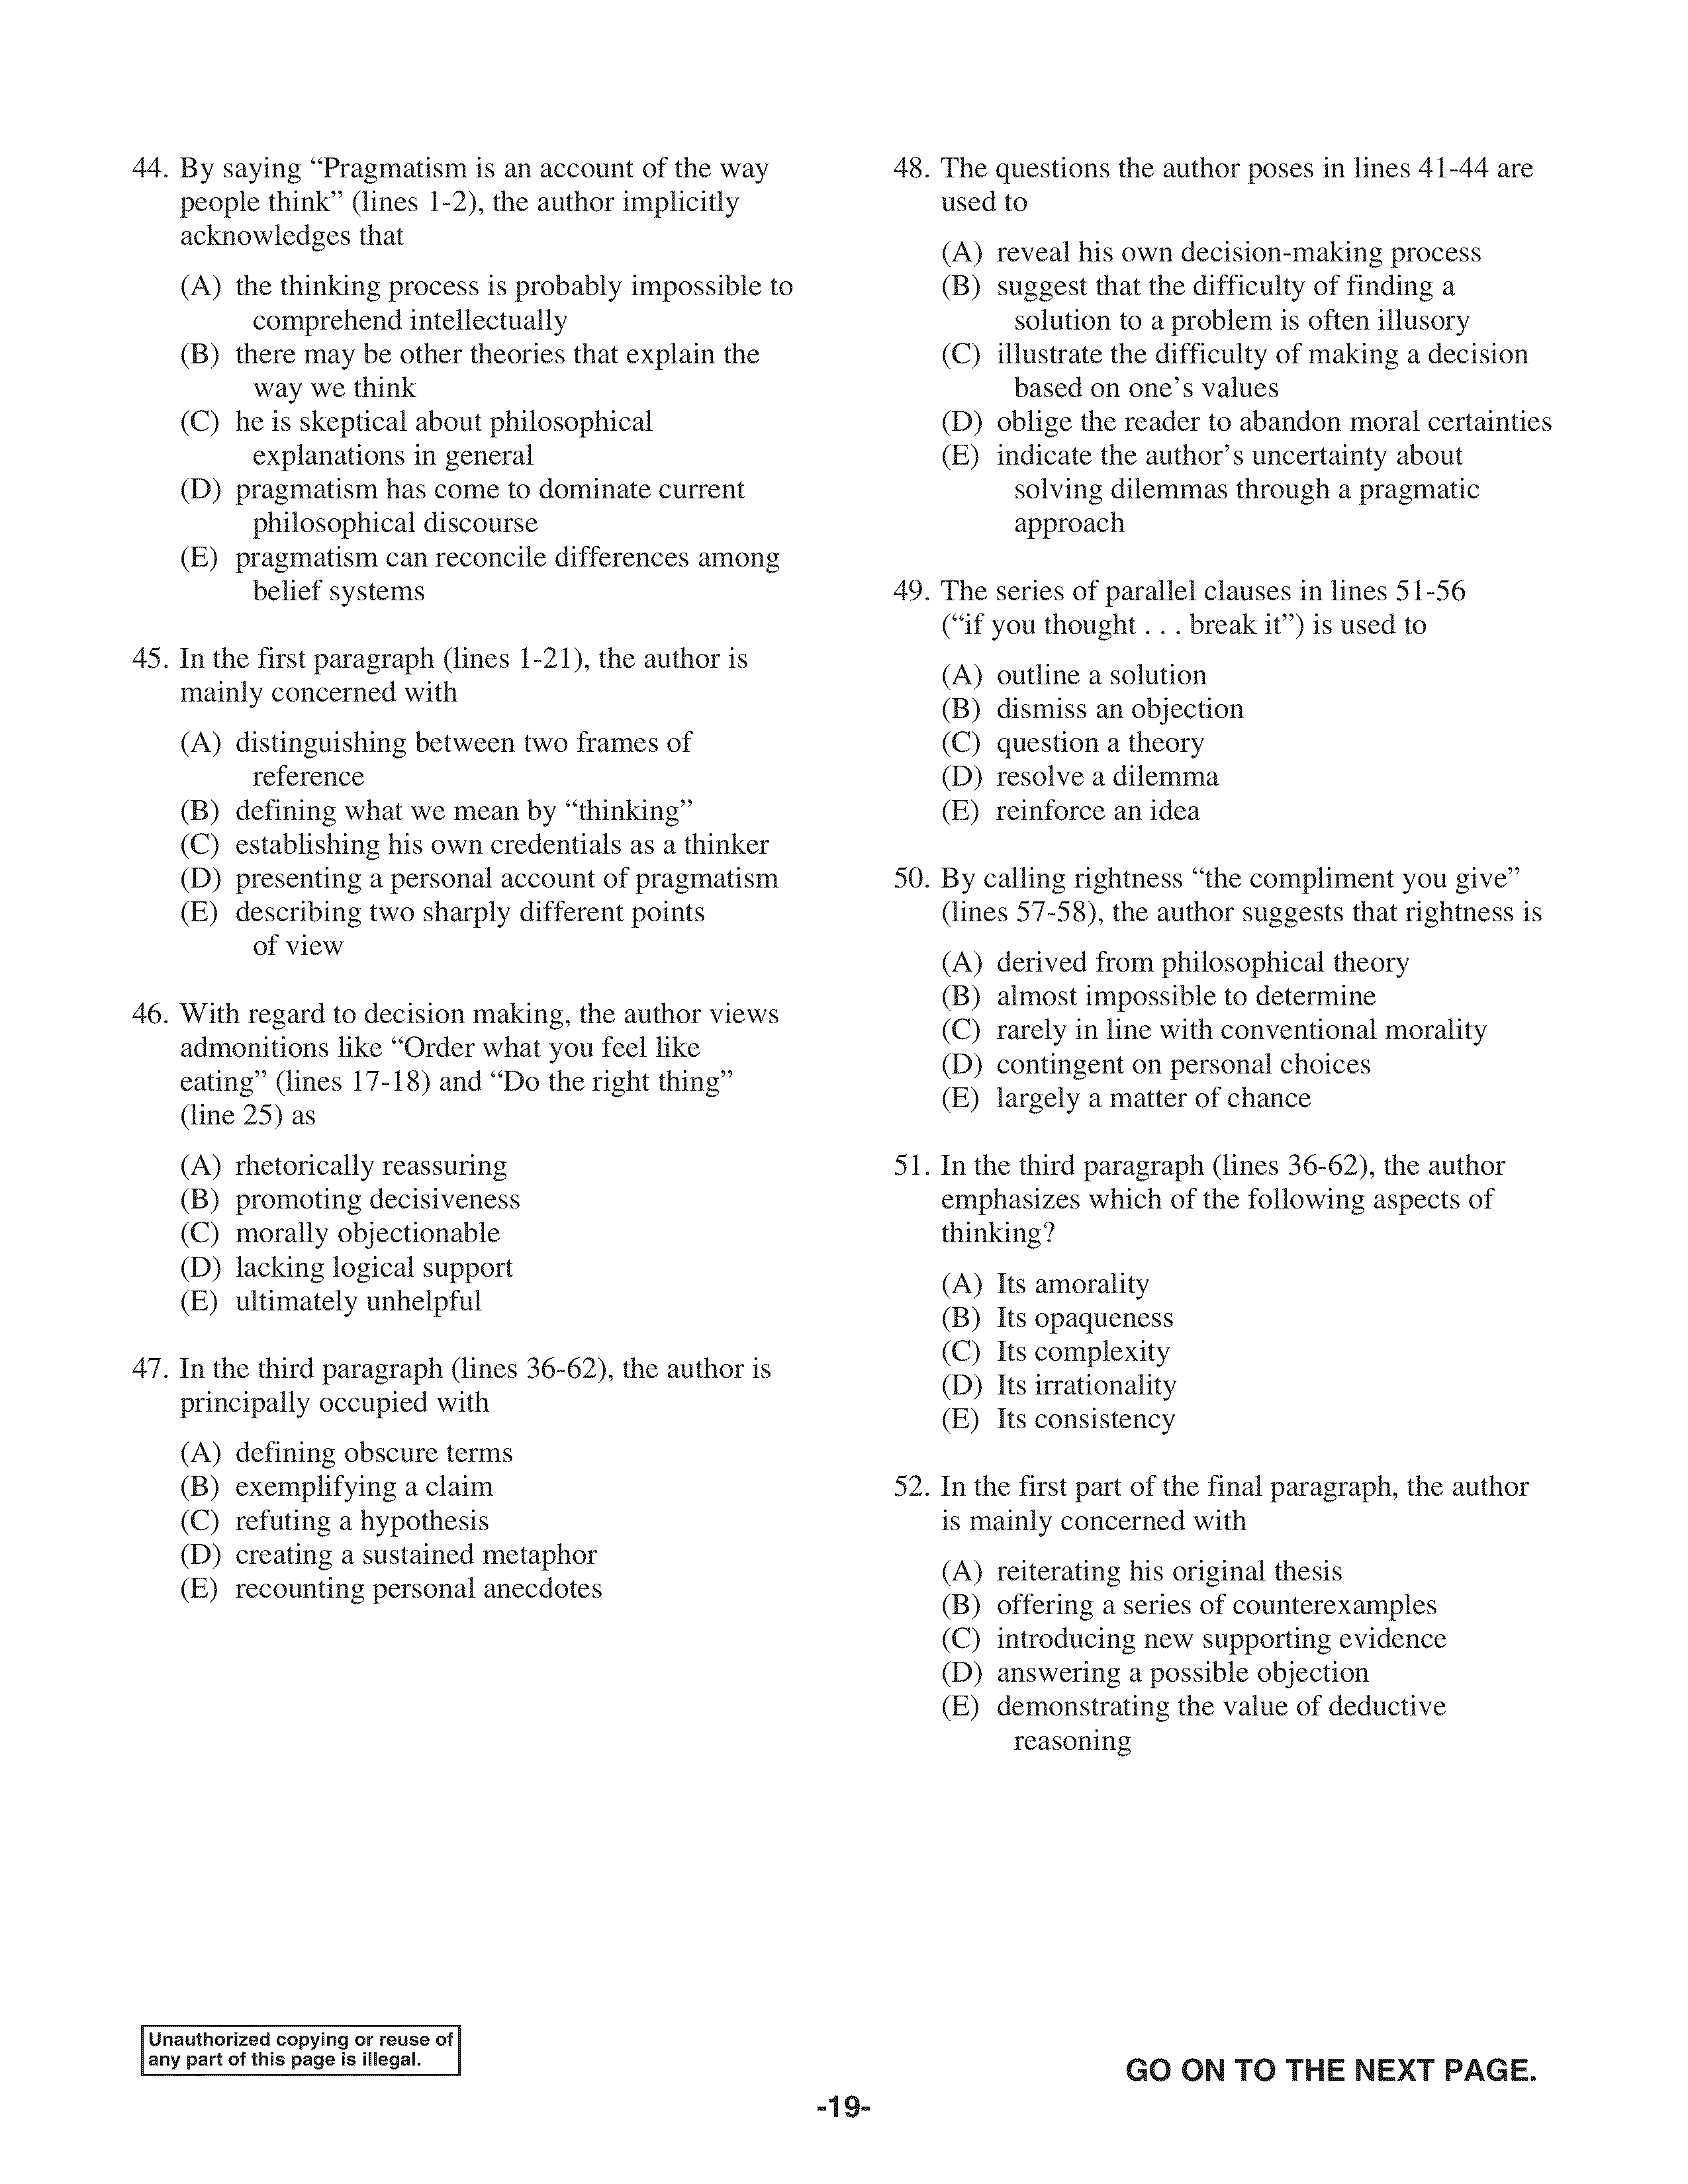 44. By saying “Pragmatism is an account of the way
people think” (lines 1-2), the author implicitly
acknowledges that
(A) the thinking process is probably impossible to
comprehend intellectually
(B) there may be other theories that explain the
way we think
(C) he is skeptical about philosophical
explanations in general
(D) pragmatism has come to dominate current
philosophical discourse
(E) pragmatism can reconcile differences among
belief systems
45. In the first paragraph (lines 1-21), the author is
mainly concerned with
(A) distinguishing between two frames of
reference
(B) defining what we mean by “thinking”
(C) establishing his own credentials as a thinker
(D) presenting a personal account of pragmatism
(E) describing two sharply different points
of view
46. With regard to decision making, the author views
admonitions like “Order what you feel like
eating” (lines 17-18) and “Do the right thing”
(line 25) as
(A) rhetorically reassuring
(B) promoting decisiveness
(C) morally objectionable
(D) lacking logical support
(E) ultimately unhelpful
47. In the third paragraph (lines 36-62), the author is
principally occupied with
(A) defining obscure terms
(B) exemplifying a claim
(C) refuting a hypothesis
(D) creating a sustained metaphor
(E) recounting personal anecdotes
48. The questions the author poses in lines 41-44 are
used to
(A) reveal his own decision-making process
(B) suggest that the difficulty of finding a
solution to a problem is often illusory
(C) illustrate the difficulty of making a decision
based on one’s values
(D) oblige the reader to abandon moral certainties
(E) indicate the author’s uncertainty about
solving dilemmas through a pragmatic
approach
49. The series of parallel clauses in lines 51-56
(“if you thought . . . break it”) is used to
(A) outline a solution
(B) dismiss an objection
(C) question a theory
(D) resolve a dilemma
(E) reinforce an idea
50. By calling rightness “the compliment you give”
(lines 57-58), the author suggests that rightness is
(A) derived from philosophical theory
(B) almost impossible to determine
(C) rarely in line with conventional morality
(D) contingent on personal choices
(E) largely a matter of chance
51. In the third paragraph (lines 36-62), the author
emphasizes which of the following aspects of
thinking?
(A) Its amorality
(B) Its opaqueness
(C) Its complexity
(D) Its irrationality
(E) Its consistency
52. In the first part of the final paragraph, the author
is mainly concerned with
(A) reiterating his original thesis
(B) offering a series of counterexamples
(C) introducing new supporting evidence
(D) answering a possible objection
(E) demonstrating the value of deductive
reasoning
Unauthorized copying or reuse of
any part of this page is illegal.
GO ON TO THE NEXT PAGE.
-19-